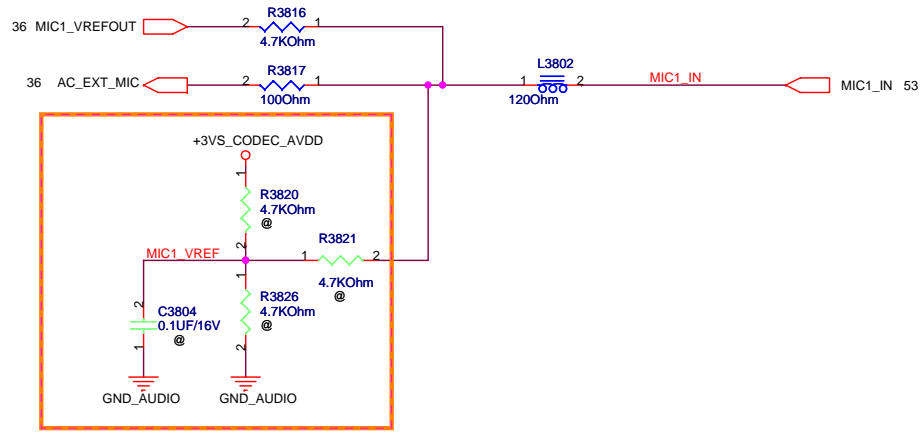 R3816
36 MIC1_VREFOUT 2 1
4.7KOhm
R3817
36 AC_EXT_MIC 2 1
100Ohm
L3802
1 2 MIC1_IN
120Ohm
MIC1_IN 53
+3VS_CODEC_AVDD
1
R3820
4.7KOhm
@
2
MIC1_VREF
R3821
1 2
4.7KOhm
@
1
R3826
4.7KOhm
@
2
2
C3804
0.1UF/16V
@
1
GND_AUDIO GND_AUDIO